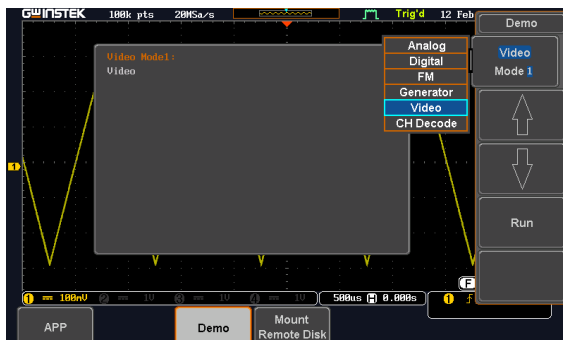 GWINSTEK 100k pts 20MSa/s Trig'd 12 Feb
Demo
Video
Mode 1
Analog
Digital
FM
Generator
Video
CH Decode
Video Mode1:
Video
1
Run
F
1 100mV 2 1V 3 1V 4 1V 500us H 0.000s 1
APP
Demo
Mount
Remote Disk